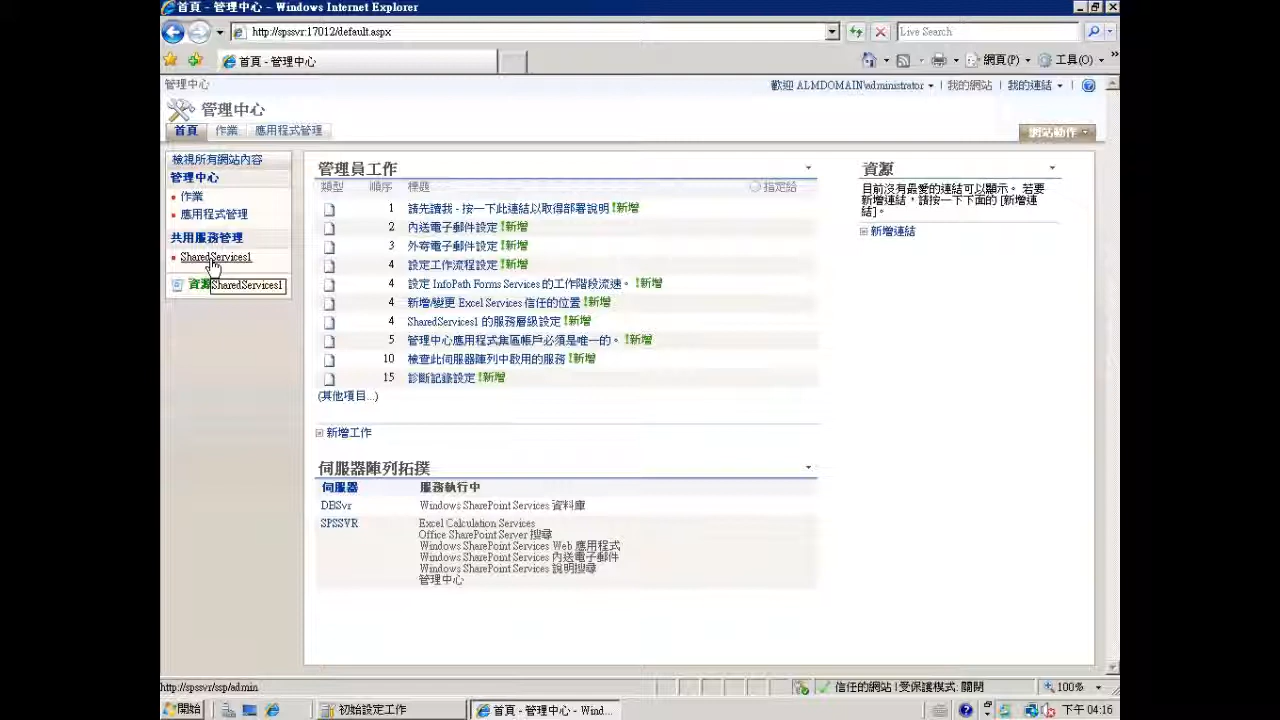 首頁 - 管理中心 - Windows Internet Explorer
http://spssvr:17012/default.aspx
Live Search
首頁 - 管理中心
網頁(P)
工具(O)
管理中心
歡迎 ALMDOMAIN\administrator
我的網站
我的連結
管理中心
首頁
作業
應用程式管理
網站動作
檢視所有網站內容
管理中心
作業
應用程式管理
共用服務管理
SharedServices1
資源
SharedServices1
管理員工作
類型 順序 標題 指定給
1 請先讀我 - 按一下此連結以取得部署說明 !新增
2 內送電子郵件設定 !新增
3 外寄電子郵件設定 !新增
4 設定工作流程設定 !新增
4 設定 InfoPath Forms Services 的工作階段流速。 !新增
4 新增/變更 Excel Services 信任的位置 !新增
4 SharedServices1 的服務層級設定 !新增
5 管理中心應用程式集區帳戶必須是唯一的。 !新增
10 檢查此伺服器陣列中啟用的服務 !新增
15 診斷記錄設定 !新增
(其他項目...)
新增工作
伺服器陣列拓撲
伺服器 服務執行中
DBSvr Windows SharePoint Services 資料庫
SPSSVR Excel Calculation Services
Office SharePoint Server 搜尋
Windows SharePoint Services Web 應用程式
Windows SharePoint Services 內送電子郵件
Windows SharePoint Services 說明搜尋
管理中心
資源
目前沒有最愛的連結可以顯示。 若要
新增連結，請按一下下面的 [新增連
結]。
新增連結
http://spssvr/ssp/admin
信任的網站 | 受保護模式: 關閉
100%
開始
初始設定工作
首頁 - 管理中心 - Wind...
下午 04:16